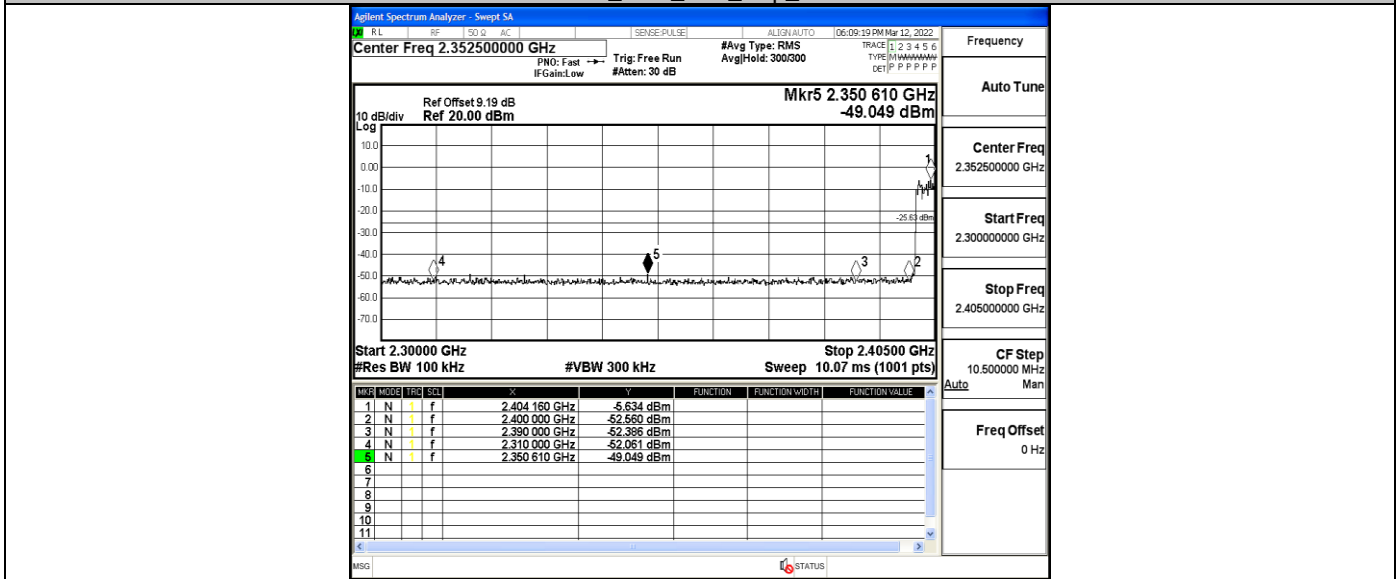 Agilent Spectrum Analyzer - Swept SA
RL RF 50 Ω AC SENSE:PULSE ALIGN AUTO 06:09:19 PM Mar 12, 2022
Center Freq 2.352500000 GHz
#Avg Type: RMS
TRACE 1 2 3 4 5 6
PNO: Fast
Trig: Free Run
Avg|Hold: 300/300
TYPE M WWWWW
IFGain:Low
#Atten: 30 dB
DET P P P P P P
Frequency
Mkr5 2.350 610 GHz
-49.049 dBm
Ref Offset 9.19 dB
10 dB/div Ref 20.00 dBm
Log
10.0
0.00
-10.0
-20.0
-30.0
-40.0
-50.0
-60.0
-70.0
1
-25.63 dBm
4
5
3
2
Start 2.30000 GHz
Stop 2.40500 GHz
#Res BW 100 kHz
#VBW 300 kHz
Sweep 10.07 ms (1001 pts)
MKR MODE TRC SCL X Y FUNCTION FUNCTION WIDTH FUNCTION VALUE
1 N 1 f 2.404 160 GHz -5.634 dBm
2 N 1 f 2.400 000 GHz -52.560 dBm
3 N 1 f 2.390 000 GHz -52.386 dBm
4 N 1 f 2.310 000 GHz -52.061 dBm
5 N 1 f 2.350 610 GHz -49.049 dBm
6
7
8
9
10
11
MSG
STATUS
Auto Tune
Center Freq
2.352500000 GHz
Start Freq
2.300000000 GHz
Stop Freq
2.405000000 GHz
CF Step
10.500000 MHz
Auto Man
Freq Offset
0 Hz